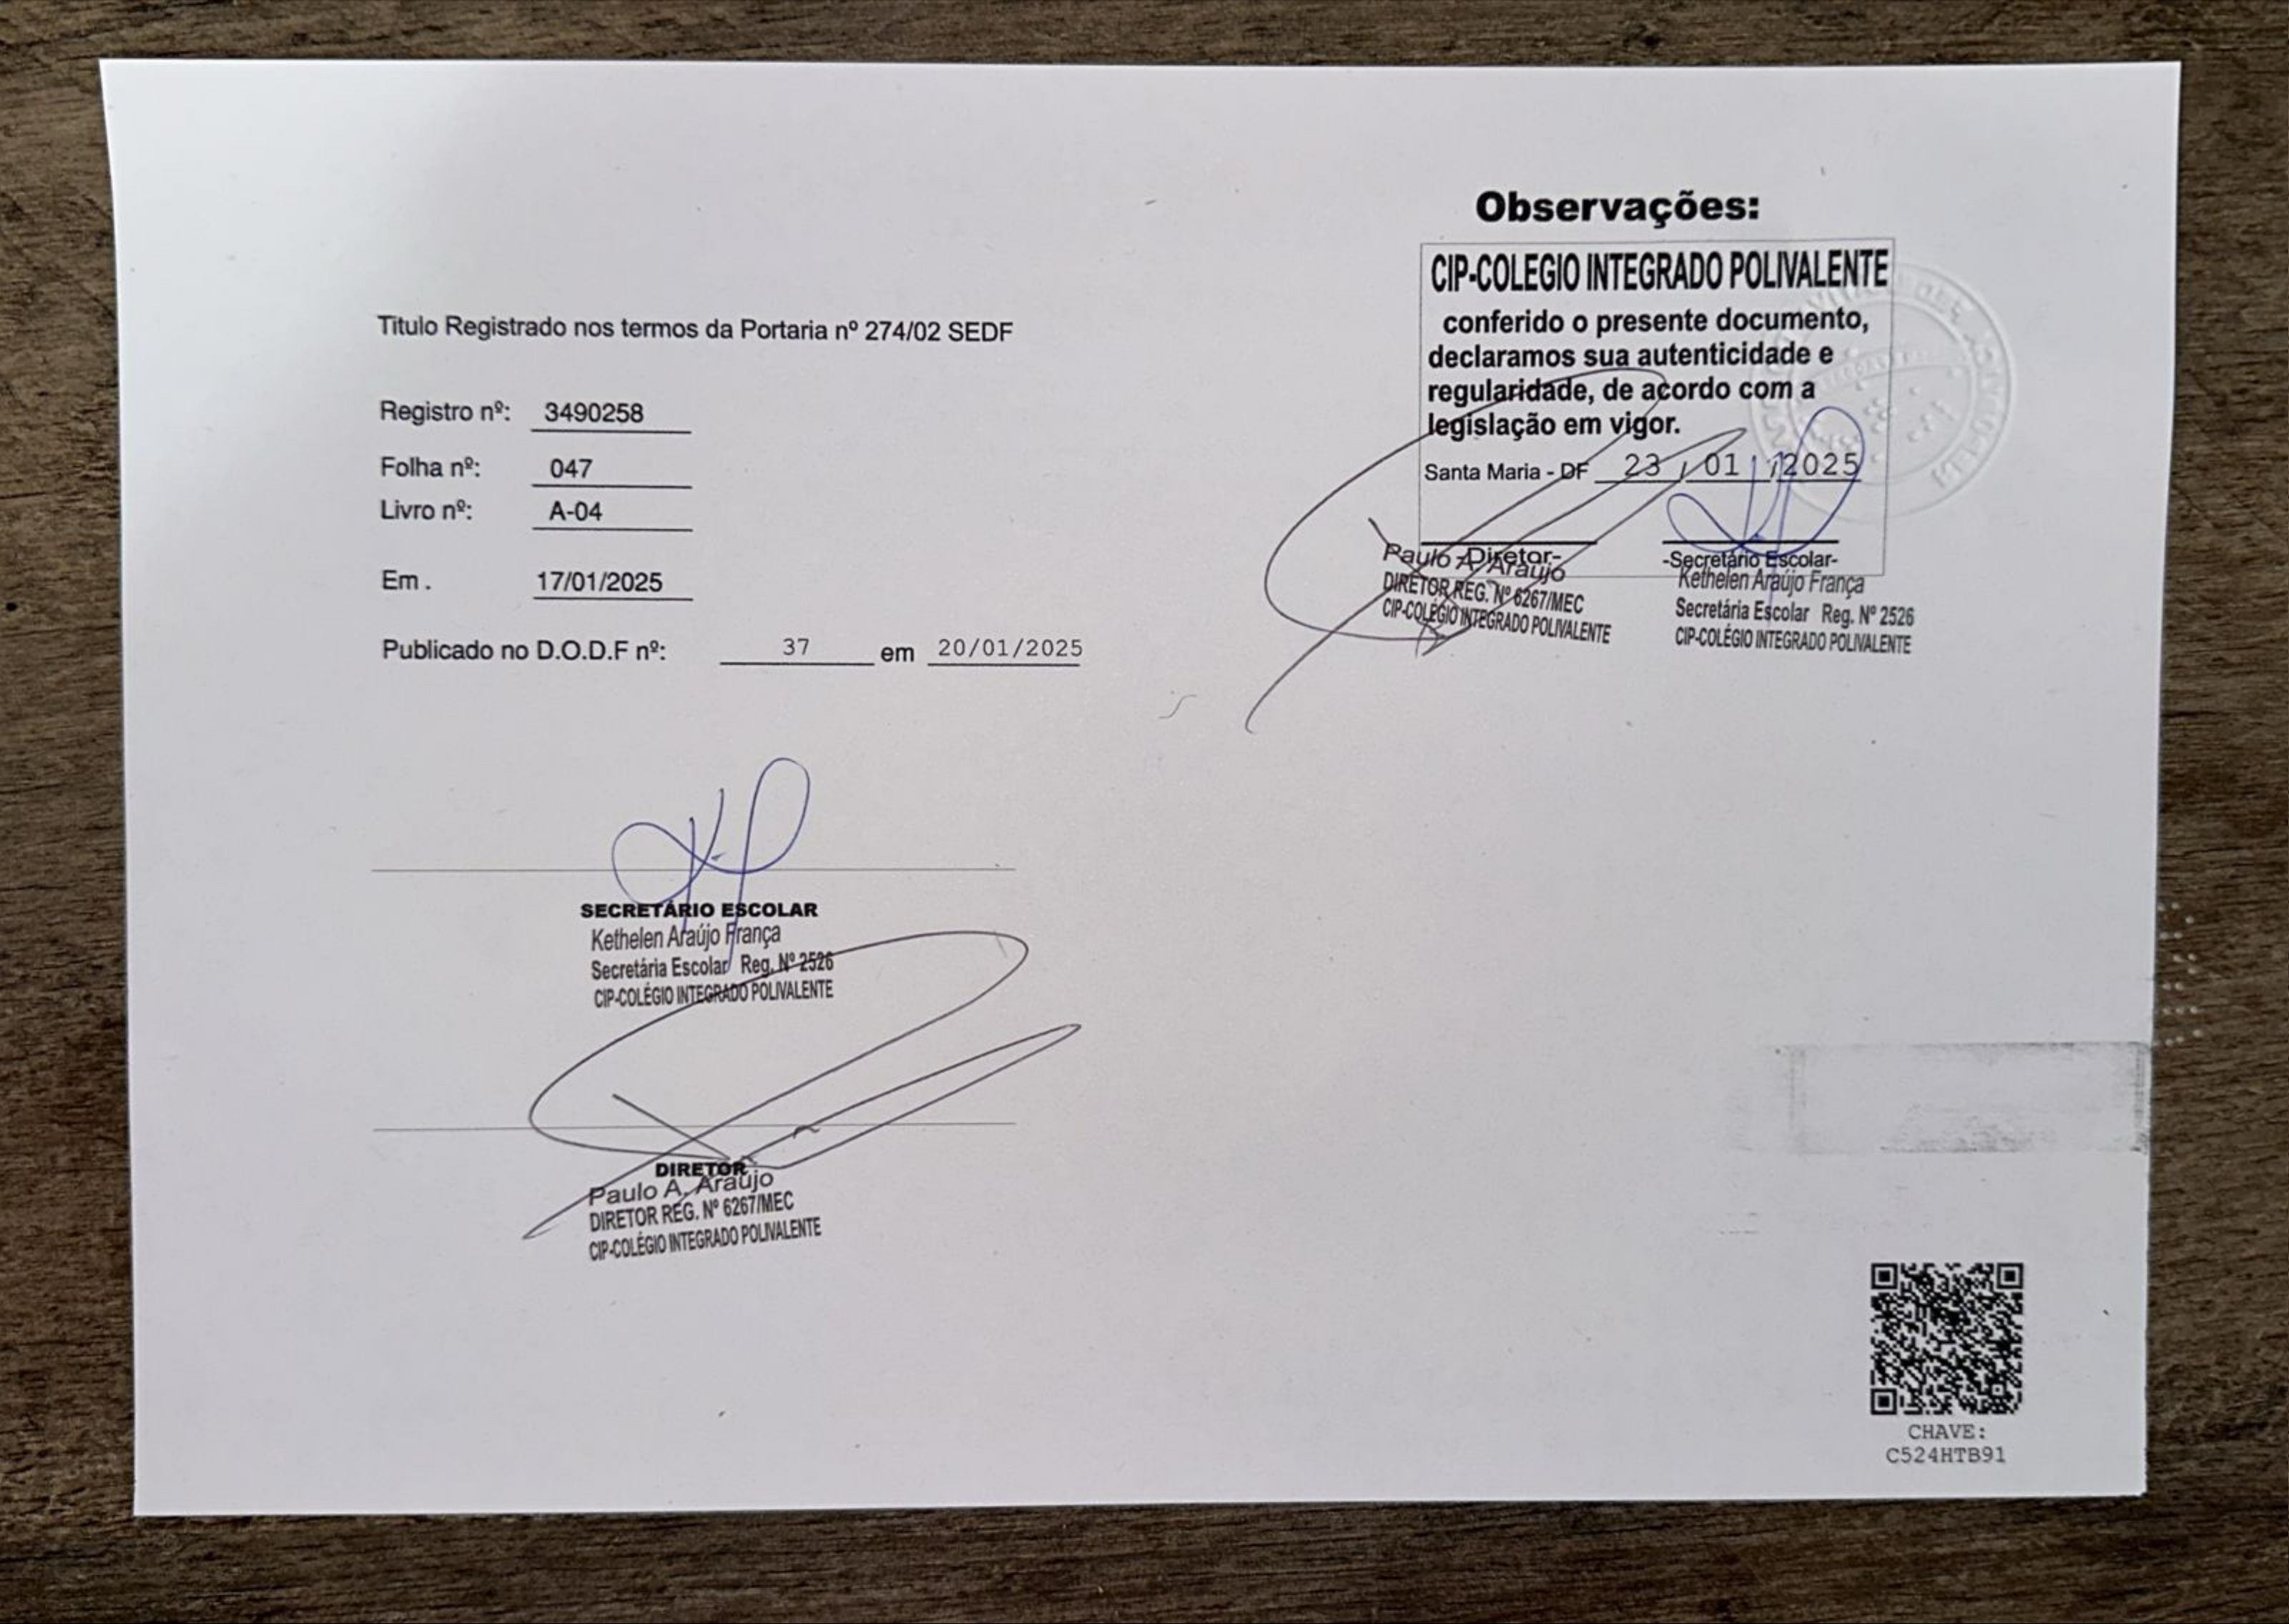 Titulo Registrado nos termos da Portaria nº 274/02 SEDF
Registro nº: 3490258
Folha nº: 047
Livro nº: A-04
Em . 17/01/2025
Publicado no D.O.D.F nº: 37 em 20/01/2025
SECRETÁRIO ESCOLAR
Kethelen Araújo França
Secretária Escolar Reg. Nº 2526
CIP-COLÉGIO INTEGRADO POLIVALENTE
DIRETOR
Paulo A. Araujo
DIRETOR REG. Nº 6267/MEC
CIP-COLÉGIO INTEGRADO POLIVALENTE
Observações:
CIP-COLEGIO INTEGRADO POLIVALENTE
conferido o presente documento,
declaramos sua autenticidade e
regularidade, de acordo com a
legislação em vigor.
Santa Maria - DF 23 / 01 / 2025
-Diretor-
Paulo A. Araujo
DIRETOR REG. Nº 6267/MEC
CIP-COLÉGIO INTEGRADO POLIVALENTE
-Secretário Escolar-
Kethelen Araújo França
Secretária Escolar Reg. Nº 2526
CIP-COLÉGIO INTEGRADO POLIVALENTE
CHAVE:
C524HTB91